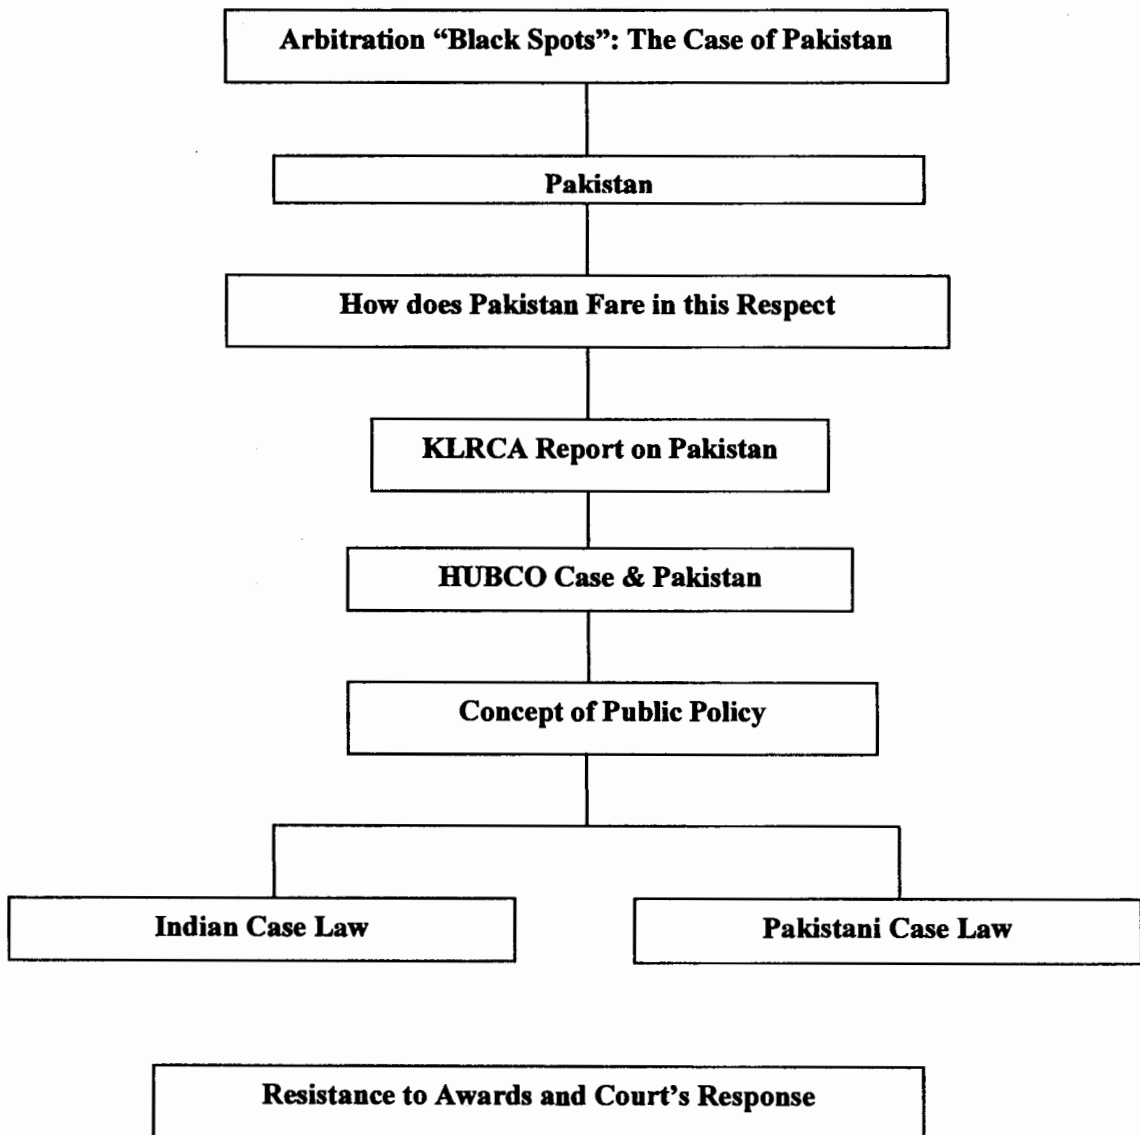 Arbitration “Black Spots”: The Case of Pakistan
Pakistan
How does Pakistan Fare in this Respect
KLRCA Report on Pakistan
HUBCO Case & Pakistan
Concept of Public Policy
Indian Case Law
Pakistani Case Law
Resistance to Awards and Court’s Response